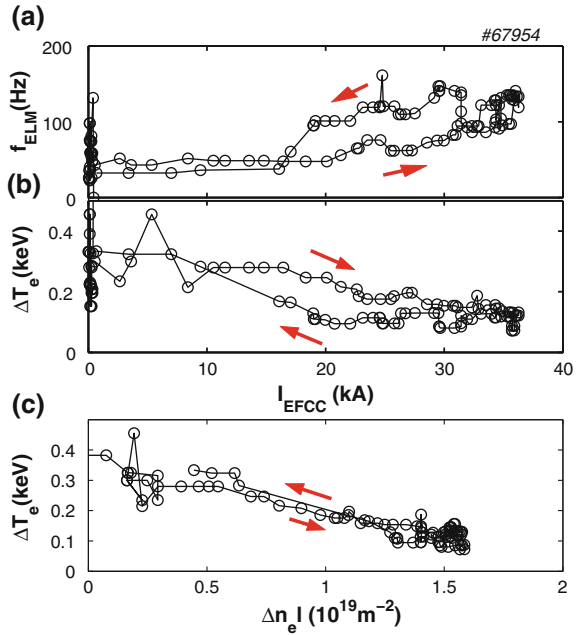 (a)
#67954
200
100
0
f_ELM(Hz)
(b)
0.4
0.2
0
ΔT_e(keV)
0 10 20 30 40
I_EFCC (kA)
(c)
0.4
0.3
0.2
0.1
0
ΔT_e(keV)
0 0.5 1 1.5 2
Δn_e l (10^19 m^−2)